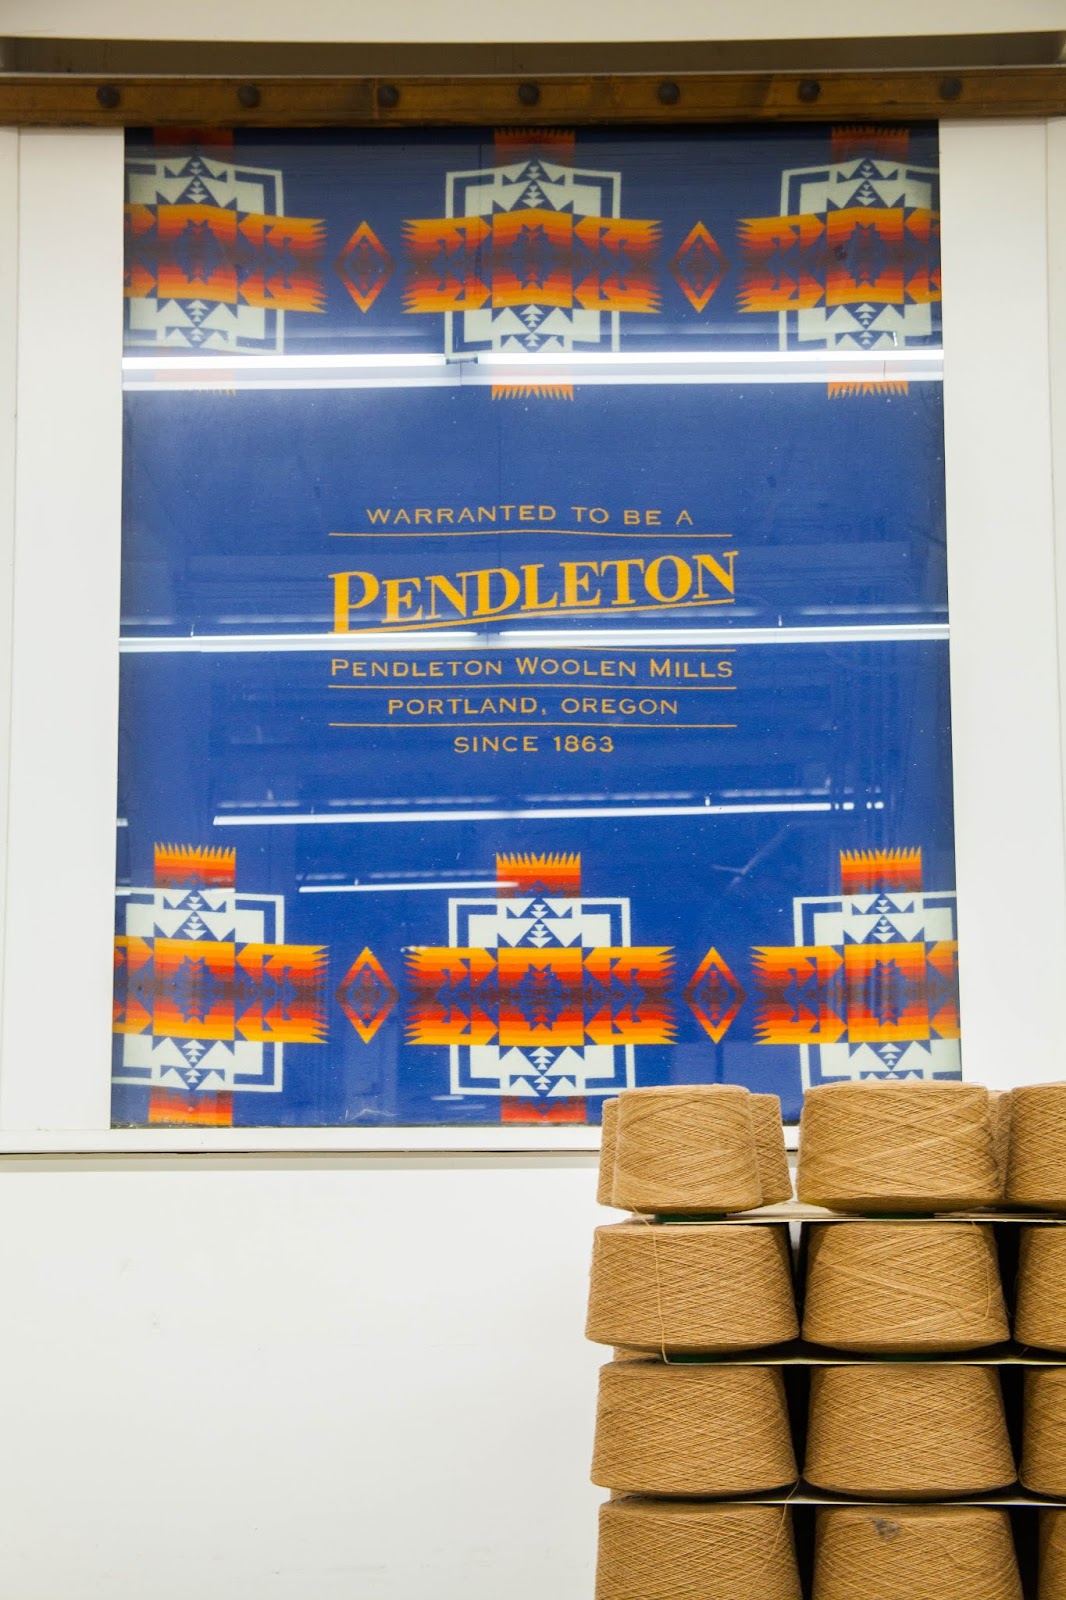 WARRANTED TO BE A
PENDLETON
PENDLETON WOOLEN MILLS
PORTLAND, OREGON
SINCE 1863